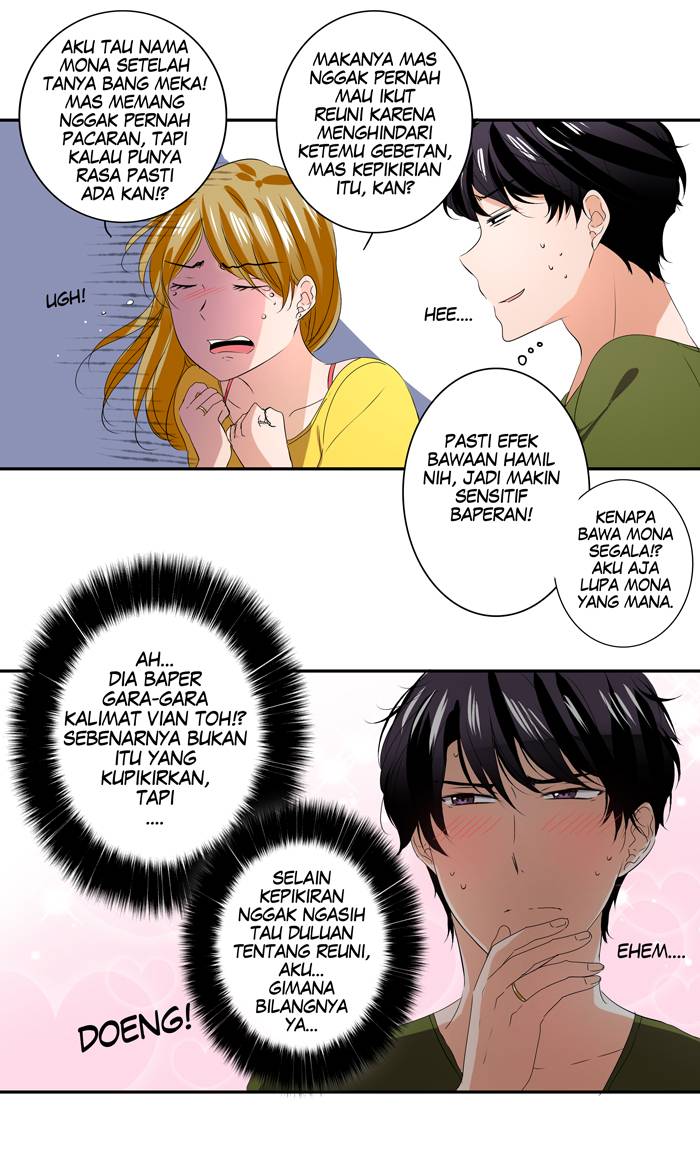 AKU TAU NAMA
MONA SETELAH
TANYA BANG MEKA!
MAS MEMANG
NGGAK PERNAH
PACARAN, TAPI
KALAU PUNYA
RASA PASTI
ADA KAN!?
MAKANYA MAS
NGGAK PERNAH
MAU IKUT
REUNI KARENA
MENGHINDARI
KETEMU GEBETAN,
MAS KEPIKIRIAN
ITU, KAN?
UGH!
HEE....
PASTI EFEK
BAWAAN HAMIL
NIH, JADI MAKIN
SENSITIF
BAPERAN!
KENAPA
BAWA MONA
SEGALA!?
AKU AJA
LUPA MONA
YANG MANA.
AH...
DIA BAPER
GARA-GARA
KALIMAT VIAN TOH!?
SEBENARNYA BUKAN
ITU YANG
KUPIKIRKAN,
TAPI
....
SELAIN
KEPIKIRAN
NGGAK NGASIH
TAU DULUAN
TENTANG REUNI,
AKU...
GIMANA
BILANGNYA
YA...
EHEM....
DOENG!